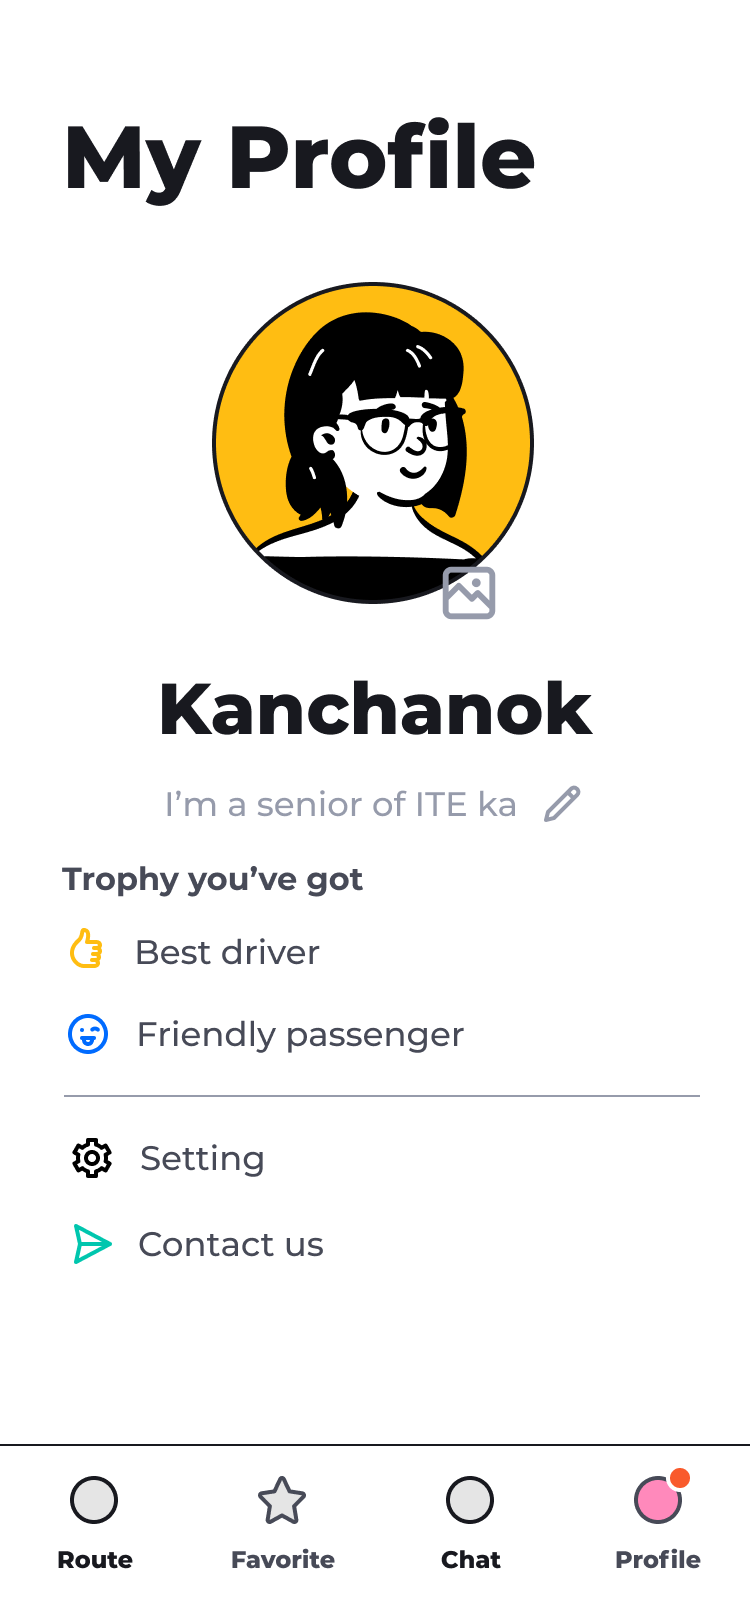 My Profile
Kanchanok
I’m a senior of ITE ka
Trophy you’ve got
Best driver
Friendly passenger
Setting
Contact us
Route Favorite Chat Profile